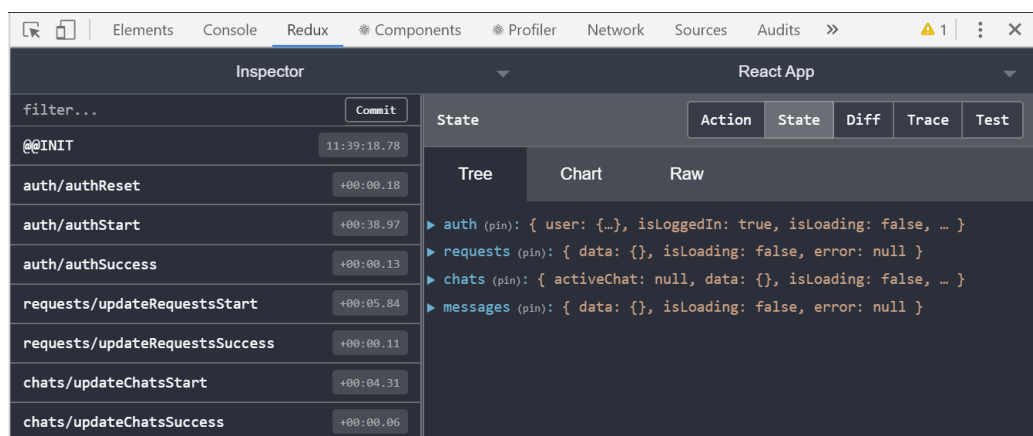 Elements Console Redux Components Profiler Network Sources Audits » 1
Inspector React App
filter... Commit
State Action State Diff Trace Test
@@INIT 11:39:18.78
Tree Chart Raw
auth/authReset +00:00.18
auth/authStart +00:38.97
auth/authSuccess +00:00.13
requests/updateRequestsStart +00:05.84
requests/updateRequestsSuccess +00:00.11
chats/updateChatsStart +00:04.31
chats/updateChatsSuccess +00:00.06
auth (pin): { user: {…}, isLoggedIn: true, isLoading: false, … }
requests (pin): { data: {}, isLoading: false, error: null }
chats (pin): { activeChat: null, data: {}, isLoading: false, … }
messages (pin): { data: {}, isLoading: false, error: null }